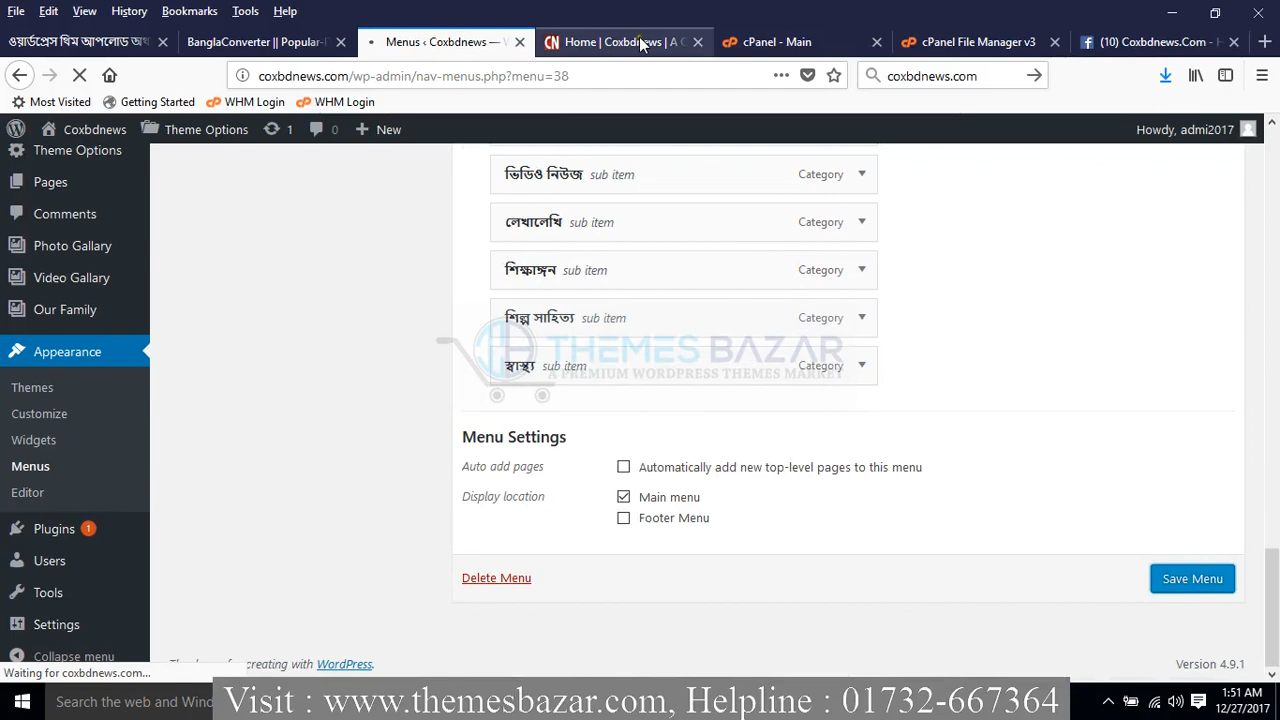 File Edit View History Bookmarks Tools Help
ওয়ার্ডপ্রেস থিম আপলোড অথ BanglaConverter || Popular-I Menus ‹ Coxbdnews — W CN Home | Coxbdnews | A C cPanel - Main cPanel File Manager v3 (10) Coxbdnews.Com - H
coxbdnews.com/wp-admin/nav-menus.php?menu=38 coxbdnews.com
Most Visited Getting Started WHM Login WHM Login
Coxbdnews Theme Options 1 0 New Howdy, admi2017
Theme Options
Pages
Comments
Photo Gallary
Video Gallary
Our Family
Appearance
Themes
Customize
Widgets
Menus
Editor
Plugins 1
Users
Tools
Settings
Collapse menu
ভিডিও নিউজ sub item Category
লেখালেখি sub item Category
শিক্ষাঙ্গন sub item Category
শিল্প সাহিত্য sub item Category
স্বাস্থ্য sub item Category
THEMES BAZAR
A PREMIUM WORDPRESS THEMES MARKET
Menu Settings
Auto add pages Automatically add new top-level pages to this menu
Display location Main menu
Footer Menu
Delete Menu Save Menu
creating with WordPress. Version 4.9.1
Waiting for coxbdnews.com...
Search the web and Wind
Visit : www.themesbazar.com, Helpline : 01732-667364
1:51 AM
12/27/2017